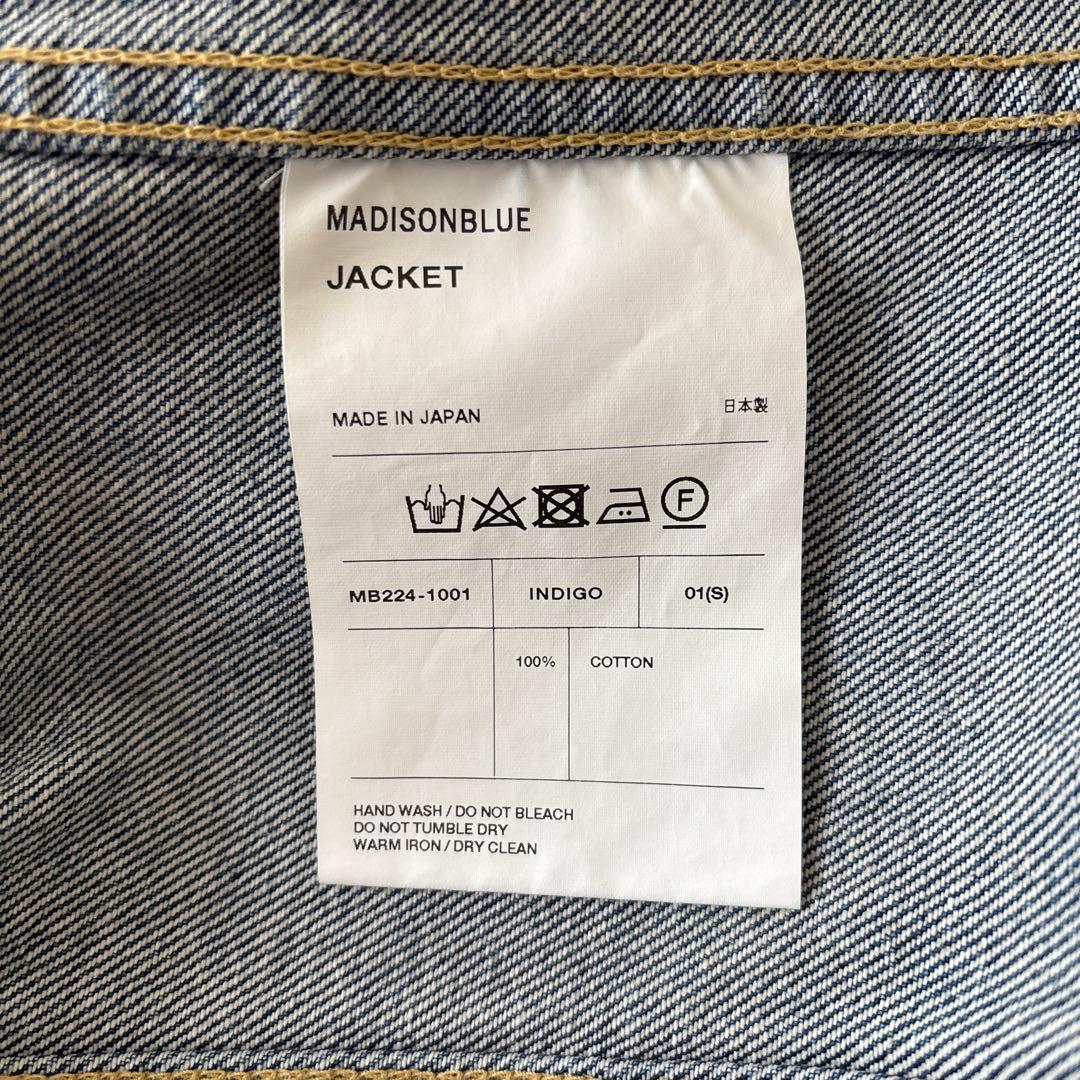 MADISONBLUE
JACKET
MADE IN JAPAN 日本製
F
MB224-1001 INDIGO 01(S)
100% COTTON
HAND WASH / DO NOT BLEACH
DO NOT TUMBLE DRY
WARM IRON / DRY CLEAN